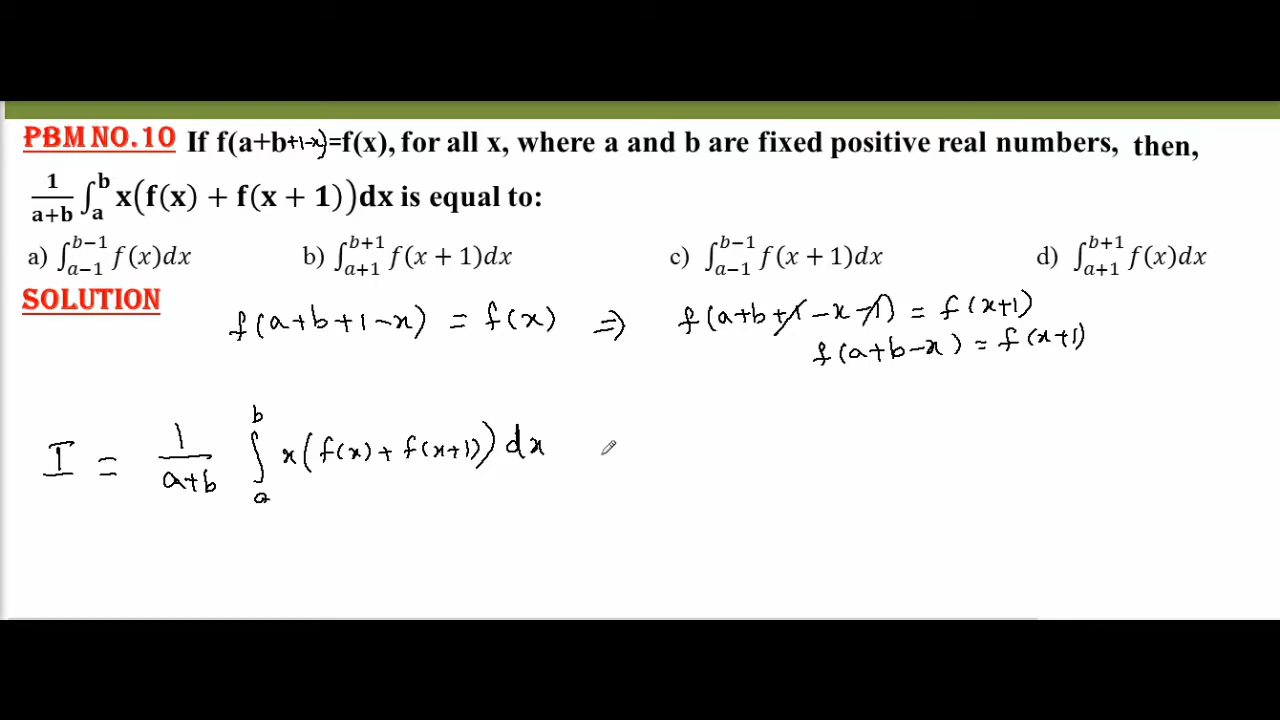 PBM NO.10 If f(a+b+1-x)=f(x), for all x, where a and b are fixed positive real numbers, then,
1/(a+b) ∫_a^b x(f(x) + f(x + 1))dx is equal to:
a) ∫_{a−1}^{b−1} f(x)dx b) ∫_{a+1}^{b+1} f(x + 1)dx c) ∫_{a−1}^{b−1} f(x + 1)dx d) ∫_{a+1}^{b+1} f(x)dx
SOLUTION
f(a+b+1-x) = f(x) ⇒ f(a+b+1-x-1) = f(x+1)
f(a+b-x) = f(x+1)
I = 1/(a+b) ∫_a^b x(f(x)+f(x+1)) dx